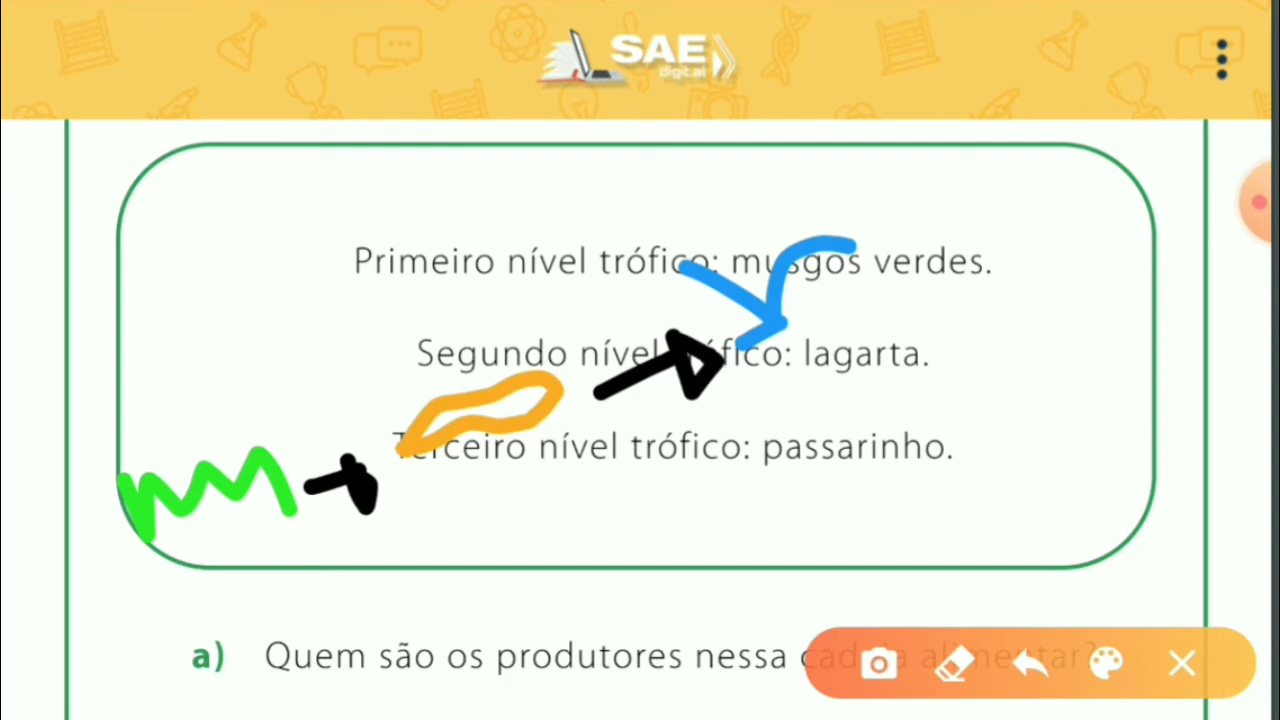 SAE
digital
Primeiro nível trófico: musgos verdes.
Segundo nível trófico: lagarta.
Terceiro nível trófico: passarinho.
a) Quem são os produtores nessa cadeia alimentar?